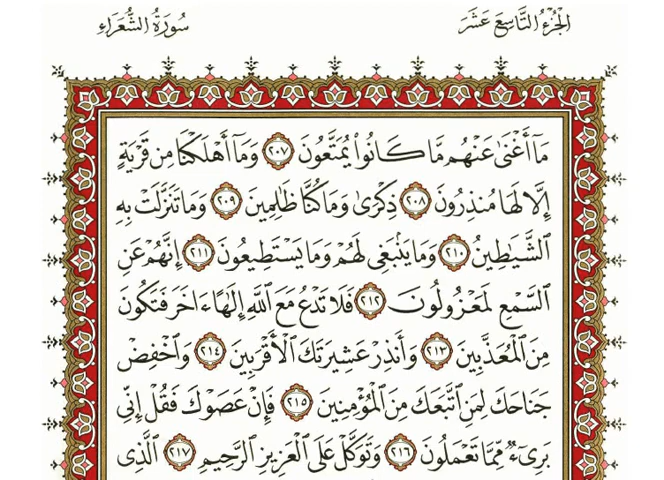 الجزء التاسع عشر
سورة الشعراء
مَآ أَغْنَىٰ عَنْهُم مَّا كَانُوا۟ يُمَتَّعُونَ ٢٠٧ وَمَآ أَهْلَكْنَا مِن قَرْيَةٍ
إِلَّا لَهَا مُنذِرُونَ ٢٠٨ ذِكْرَىٰ وَمَا كُنَّا ظَٰلِمِينَ ٢٠٩ وَمَا تَنَزَّلَتْ بِهِ
ٱلشَّيَٰطِينُ ٢١٠ وَمَا يَنۢبَغِى لَهُمْ وَمَا يَسْتَطِيعُونَ ٢١١ إِنَّهُمْ عَنِ
ٱلسَّمْعِ لَمَعْزُولُونَ ٢١٢ فَلَا تَدْعُ مَعَ ٱللَّهِ إِلَٰهًا ءَاخَرَ فَتَكُونَ
مِنَ ٱلْمُعَذَّبِينَ ٢١٣ وَأَنذِرْ عَشِيرَتَكَ ٱلْأَقْرَبِينَ ٢١٤ وَٱخْفِضْ
جَنَاحَكَ لِمَنِ ٱتَّبَعَكَ مِنَ ٱلْمُؤْمِنِينَ ٢١٥ فَإِنْ عَصَوْكَ فَقُلْ إِنِّى
بَرِىٓءٌ مِّمَّا تَعْمَلُونَ ٢١٦ وَتَوَكَّلْ عَلَى ٱلْعَزِيزِ ٱلرَّحِيمِ ٢١٧ ٱلَّذِى